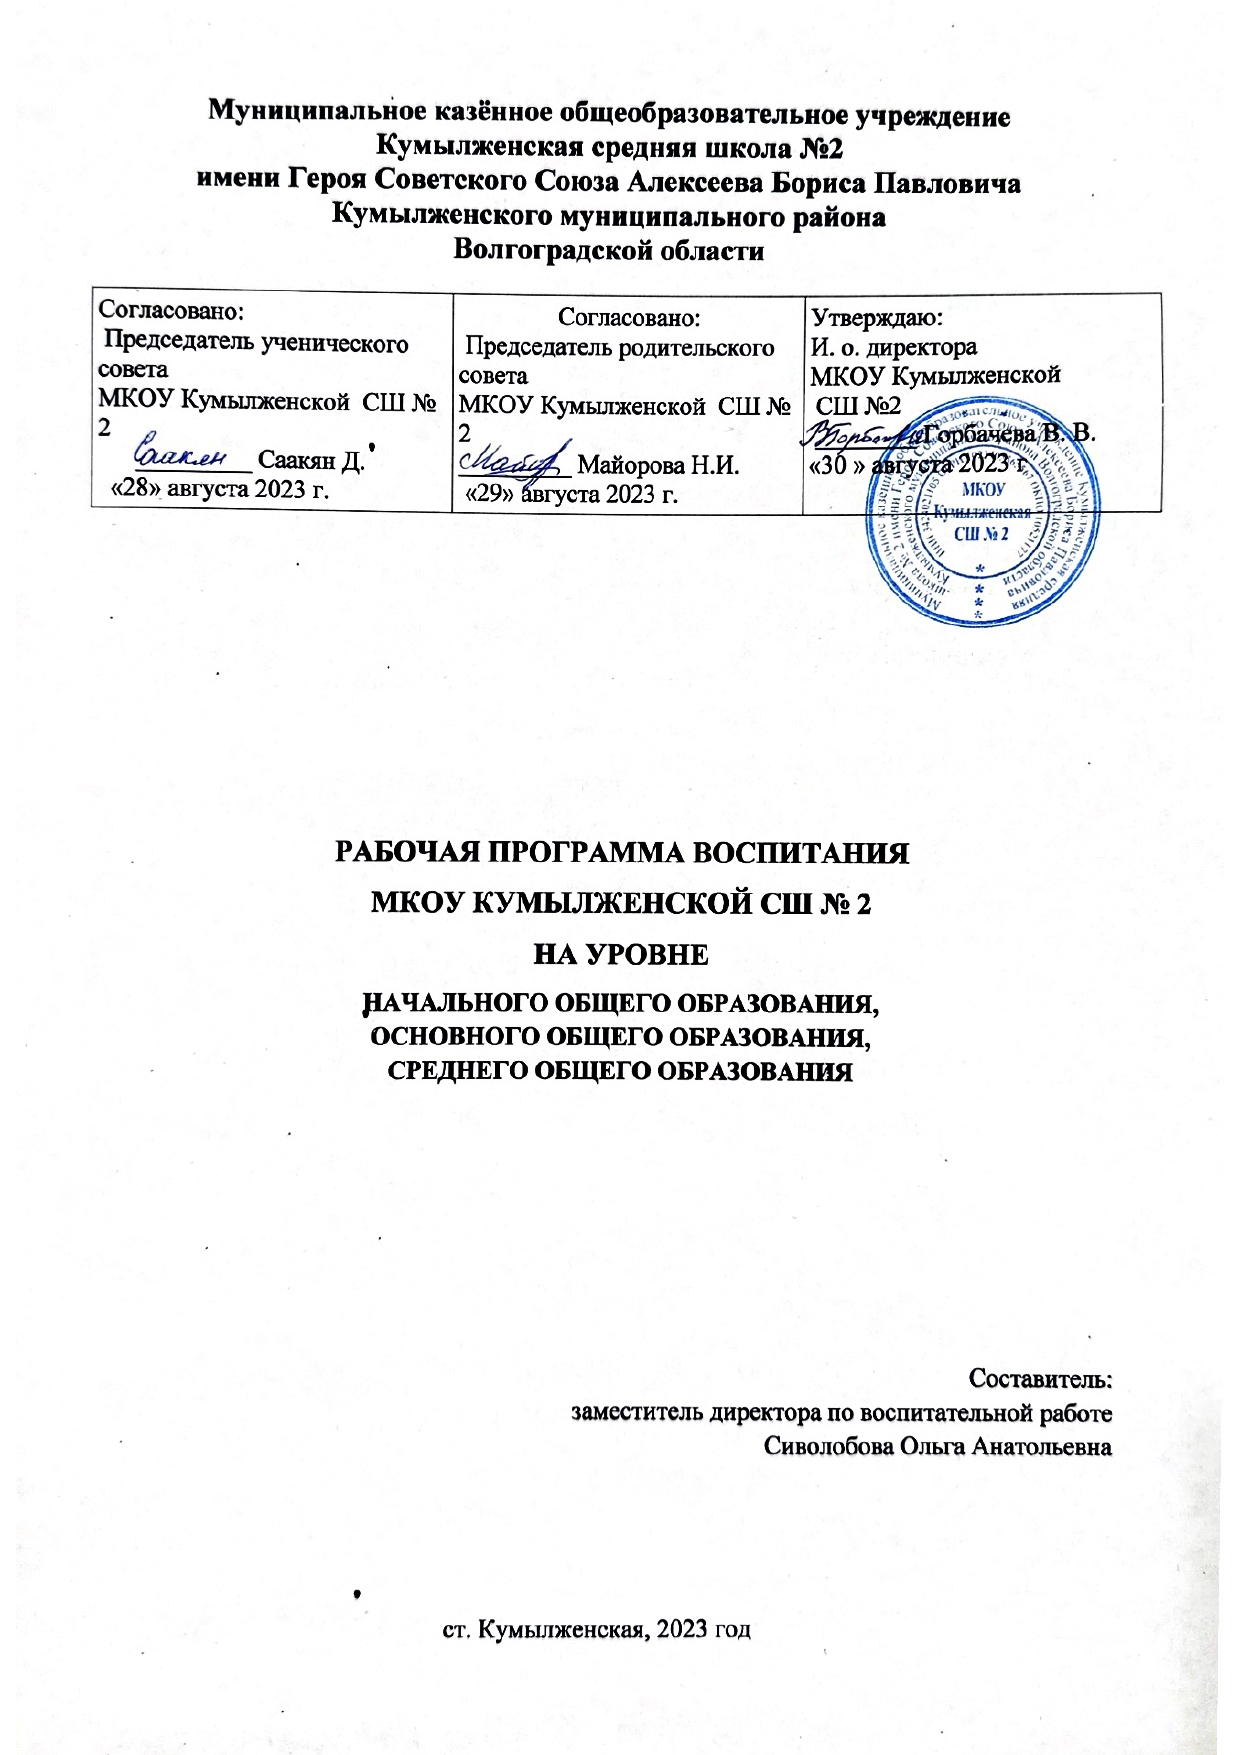 Муниципальное казённое общеобразовательное учреждение
Кумылженская средняя школа №2
имени Героя Советского Союза Алексеева Бориса Павловича
Кумылженского муниципального района
Волгоградской области
Согласовано:
Председатель ученического
совета
МКОУ Кумылженской СШ №
2
Саакян Саакян Д.
«28» августа 2023 г.
Согласовано:
Председатель родительского
совета
МКОУ Кумылженской СШ №
2
Майорова Н.И.
«29» августа 2023 г.
Утверждаю:
И. о. директора
МКОУ Кумылженской
СШ №2
Горбачева В. В.
«30 » августа 2023 г.
МКОУ
Кумылженская
СШ № 2
РАБОЧАЯ ПРОГРАММА ВОСПИТАНИЯ
МКОУ КУМЫЛЖЕНСКОЙ СШ № 2
НА УРОВНЕ
НАЧАЛЬНОГО ОБЩЕГО ОБРАЗОВАНИЯ,
ОСНОВНОГО ОБЩЕГО ОБРАЗОВАНИЯ,
СРЕДНЕГО ОБЩЕГО ОБРАЗОВАНИЯ
Составитель:
заместитель директора по воспитательной работе
Сиволобова Ольга Анатольевна
ст. Кумылженская, 2023 год